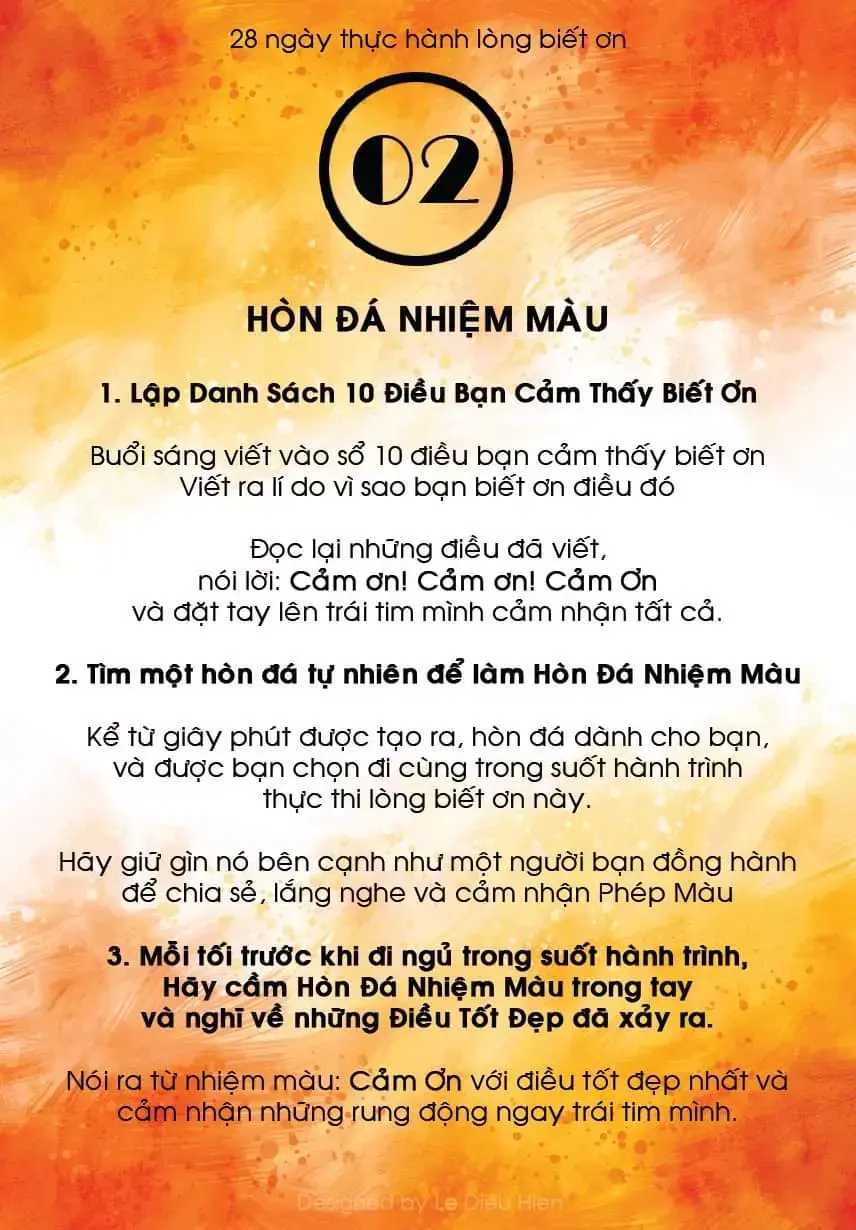 28 ngày thực hành lòng biết ơn
02
HÒN ĐÁ NHIỆM MÀU
1. Lập Danh Sách 10 Điều Bạn Cảm Thấy Biết Ơn
Buổi sáng viết vào sổ 10 điều bạn cảm thấy biết ơn
Viết ra lí do vì sao bạn biết ơn điều đó
Đọc lại những điều đã viết,
nói lời: Cảm ơn! Cảm ơn! Cảm Ơn
và đặt tay lên trái tim mình cảm nhận tất cả.
2. Tìm một hòn đá tự nhiên để làm Hòn Đá Nhiệm Màu
Kể từ giây phút được tạo ra, hòn đá dành cho bạn,
và được bạn chọn đi cùng trong suốt hành trình
thực thi lòng biết ơn này.
Hãy giữ gìn nó bên cạnh như một người bạn đồng hành
để chia sẻ, lắng nghe và cảm nhận Phép Màu
3. Mỗi tối trước khi đi ngủ trong suốt hành trình,
Hãy cầm Hòn Đá Nhiệm Màu trong tay
và nghĩ về những Điều Tốt Đẹp đã xảy ra.
Nói ra từ nhiệm màu: Cảm Ơn với điều tốt đẹp nhất và
cảm nhận những rung động ngay trái tim mình.
Designed by Le Dieu Hien